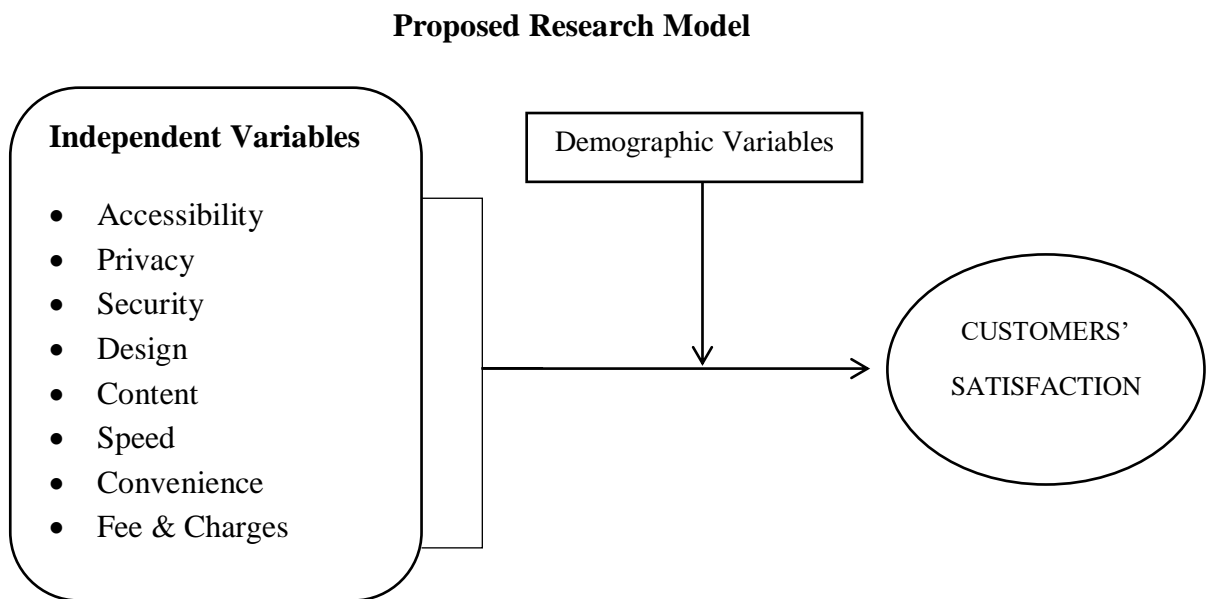 Proposed Research Model
Independent Variables
• Accessibility
• Privacy
• Security
• Design
• Content
• Speed
• Convenience
• Fee & Charges
Demographic Variables
CUSTOMERS’
SATISFACTION